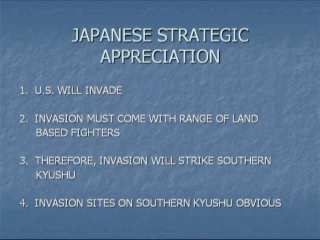 JAPANESE STRATEGIC
APPRECIATION
1. U.S. WILL INVADE
2. INVASION MUST COME WITH RANGE OF LAND
BASED FIGHTERS
3. THEREFORE, INVASION WILL STRIKE SOUTHERN
KYUSHU
4. INVASION SITES ON SOUTHERN KYUSHU OBVIOUS